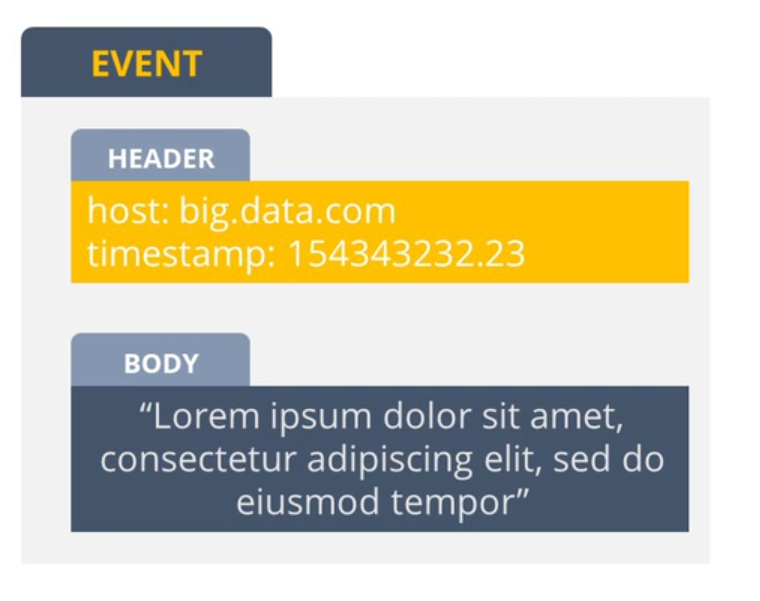 EVENT
HEADER
host: big.data.com
timestamp: 154343232.23
BODY
“Lorem ipsum dolor sit amet,
consectetur adipiscing elit, sed do
eiusmod tempor”